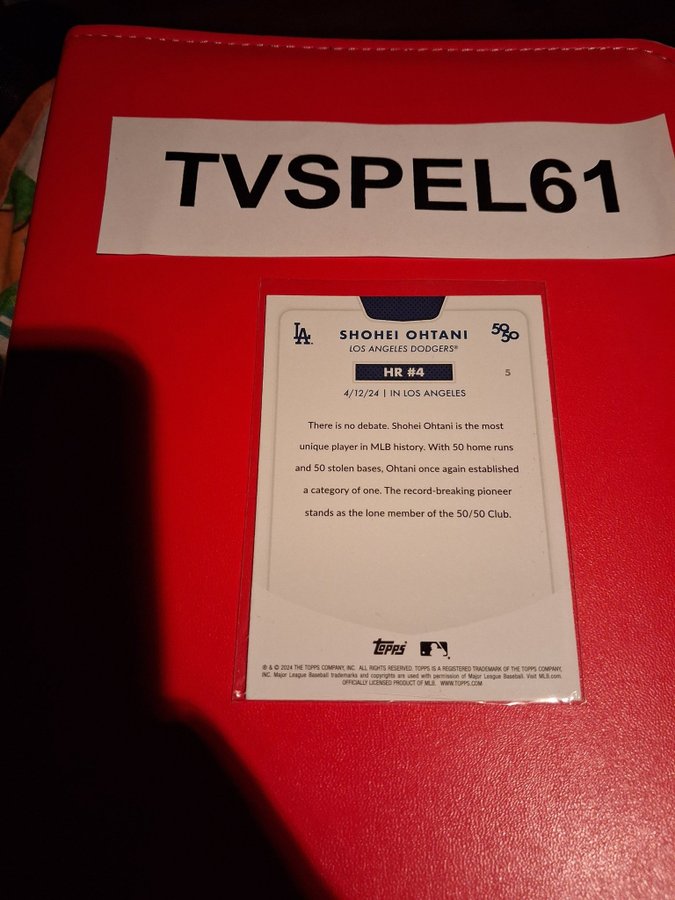 TVSPEL61
LA
SHOHEI OHTANI
50/50
LOS ANGELES DODGERS®
HR #4
5
4/12/24 | IN LOS ANGELES
There is no debate. Shohei Ohtani is the most
unique player in MLB history. With 50 home runs
and 50 stolen bases, Ohtani once again established
a category of one. The record-breaking pioneer
stands as the lone member of the 50/50 Club.
Topps
® & © 2024 THE TOPPS COMPANY, INC. ALL RIGHTS RESERVED. TOPPS IS A REGISTERED TRADEMARK OF THE TOPPS COMPANY,
INC. Major League Baseball trademarks and copyrights are used with permission of Major League Baseball. Visit MLB.com.
OFFICIALLY LICENSED PRODUCT OF MLB. WWW.TOPPS.COM